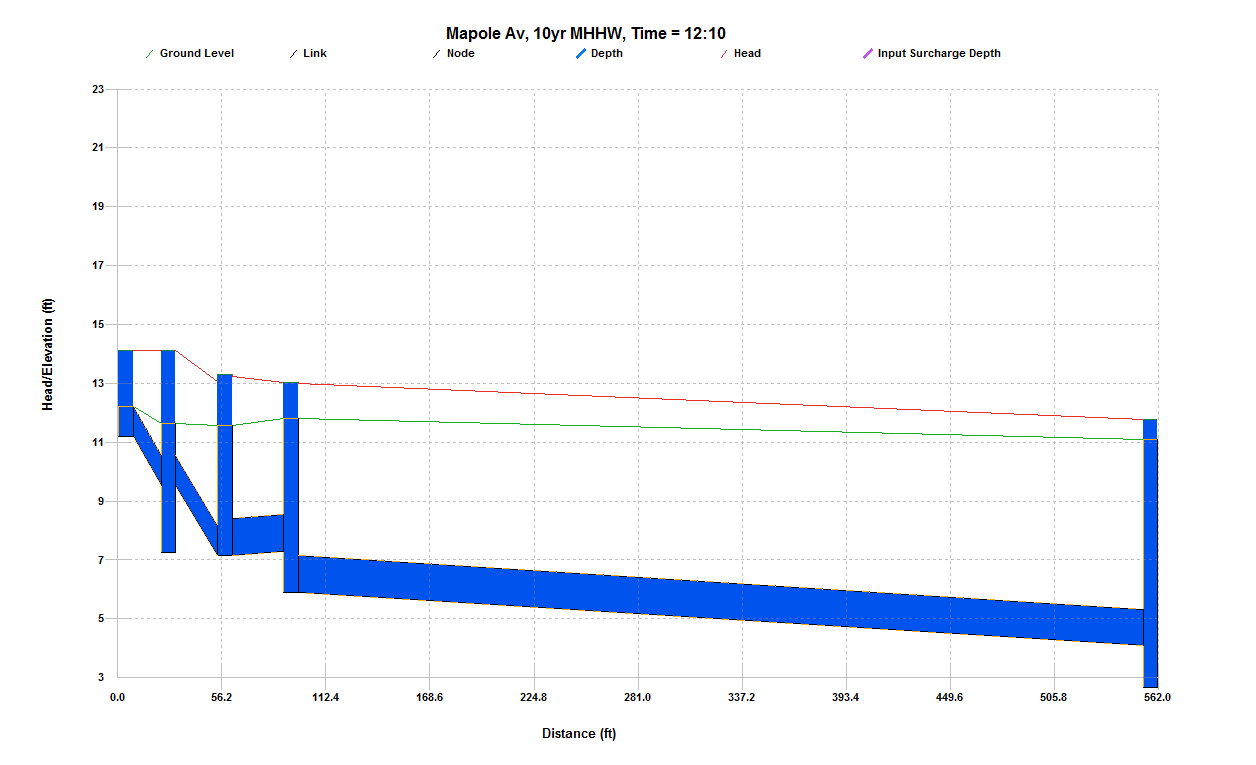 Mapole Av, 10yr MHHW, Time = 12:10
Ground Level Link Node Depth Head Input Surcharge Depth
23
21
19
17
15
13
11
9
7
5
3
Head/Elevation (ft)
0.0 56.2 112.4 168.6 224.8 281.0 337.2 393.4 449.6 505.8 562.0
Distance (ft)